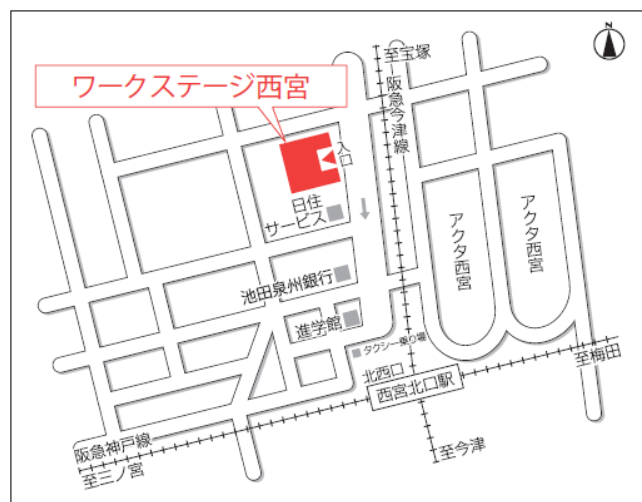 至宝塚
阪急今津線
ワークステージ西宮
入口
日住
サービス
アクタ西宮
アクタ西宮
池田泉州銀行
進学館
タクシー乗り場
北西口
西宮北口駅
至梅田
阪急神戸線
至三ノ宮
至今津